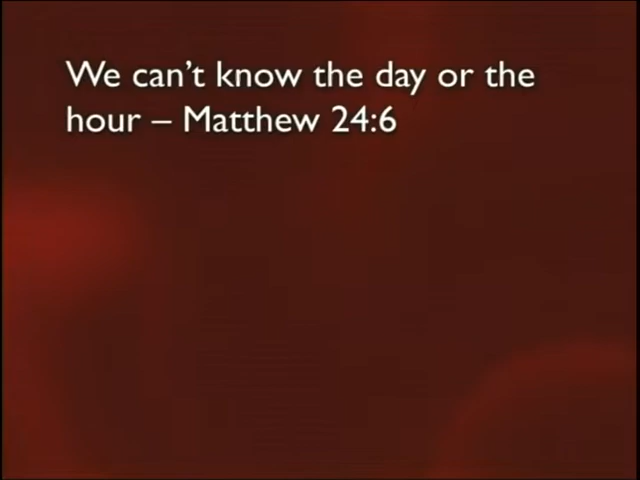 We can’t know the day or the
hour – Matthew 24:6